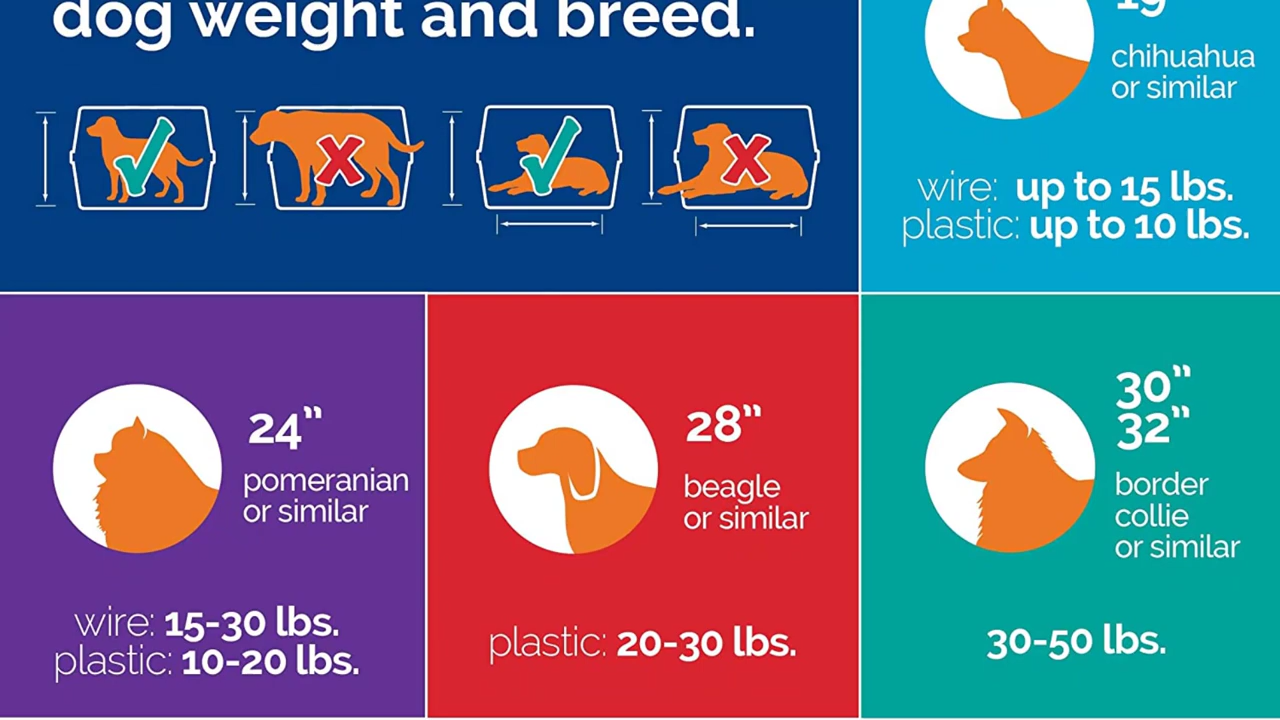 dog weight and breed.
19"
chihuahua
or similar
wire: up to 15 lbs.
plastic: up to 10 lbs.
24"
pomeranian
or similar
wire: 15-30 lbs.
plastic: 10-20 lbs.
28"
beagle
or similar
plastic: 20-30 lbs.
30"
32"
border
collie
or similar
30-50 lbs.